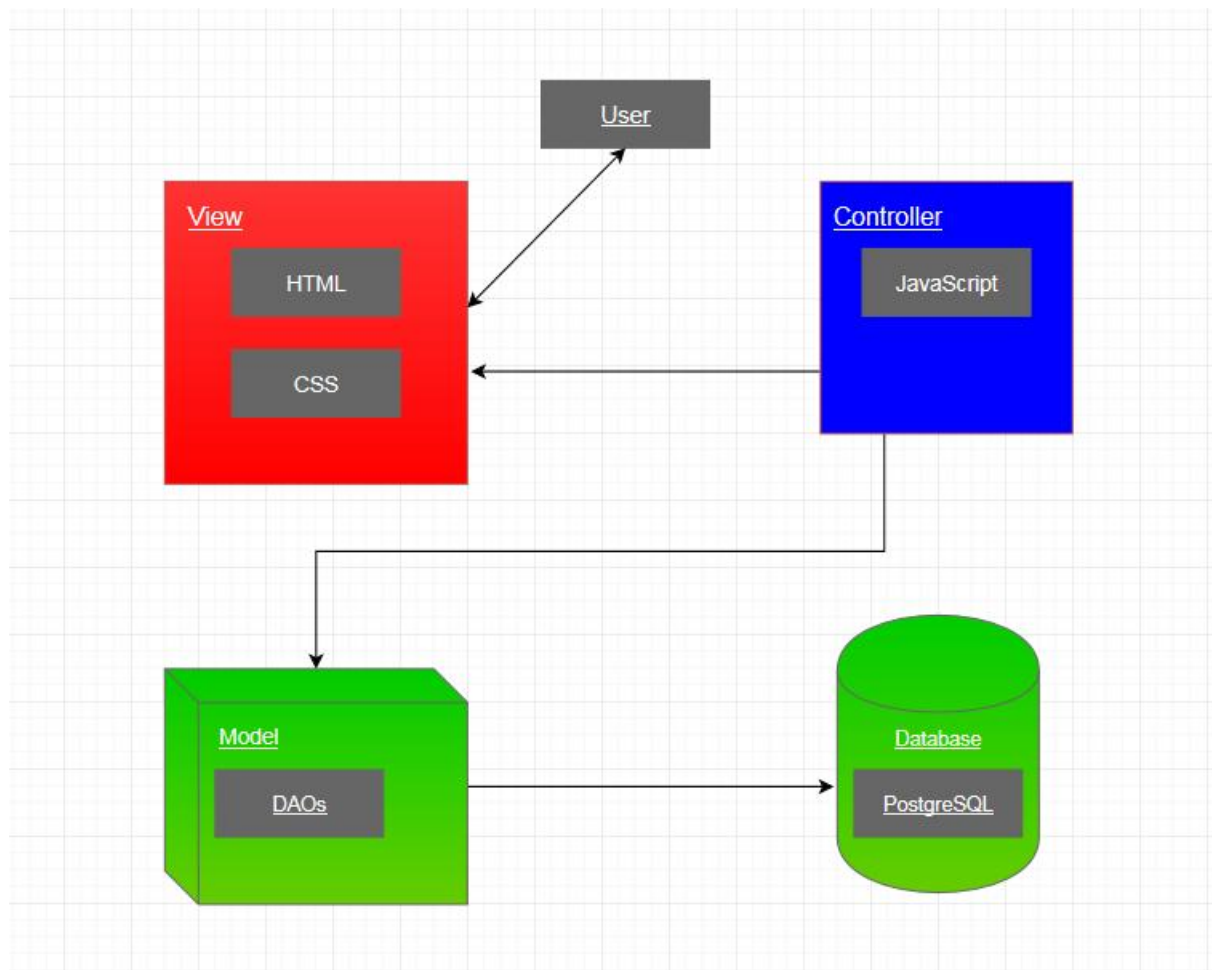 User
View
HTML
CSS
Controller
JavaScript
Model
DAOs
Database
PostgreSQL